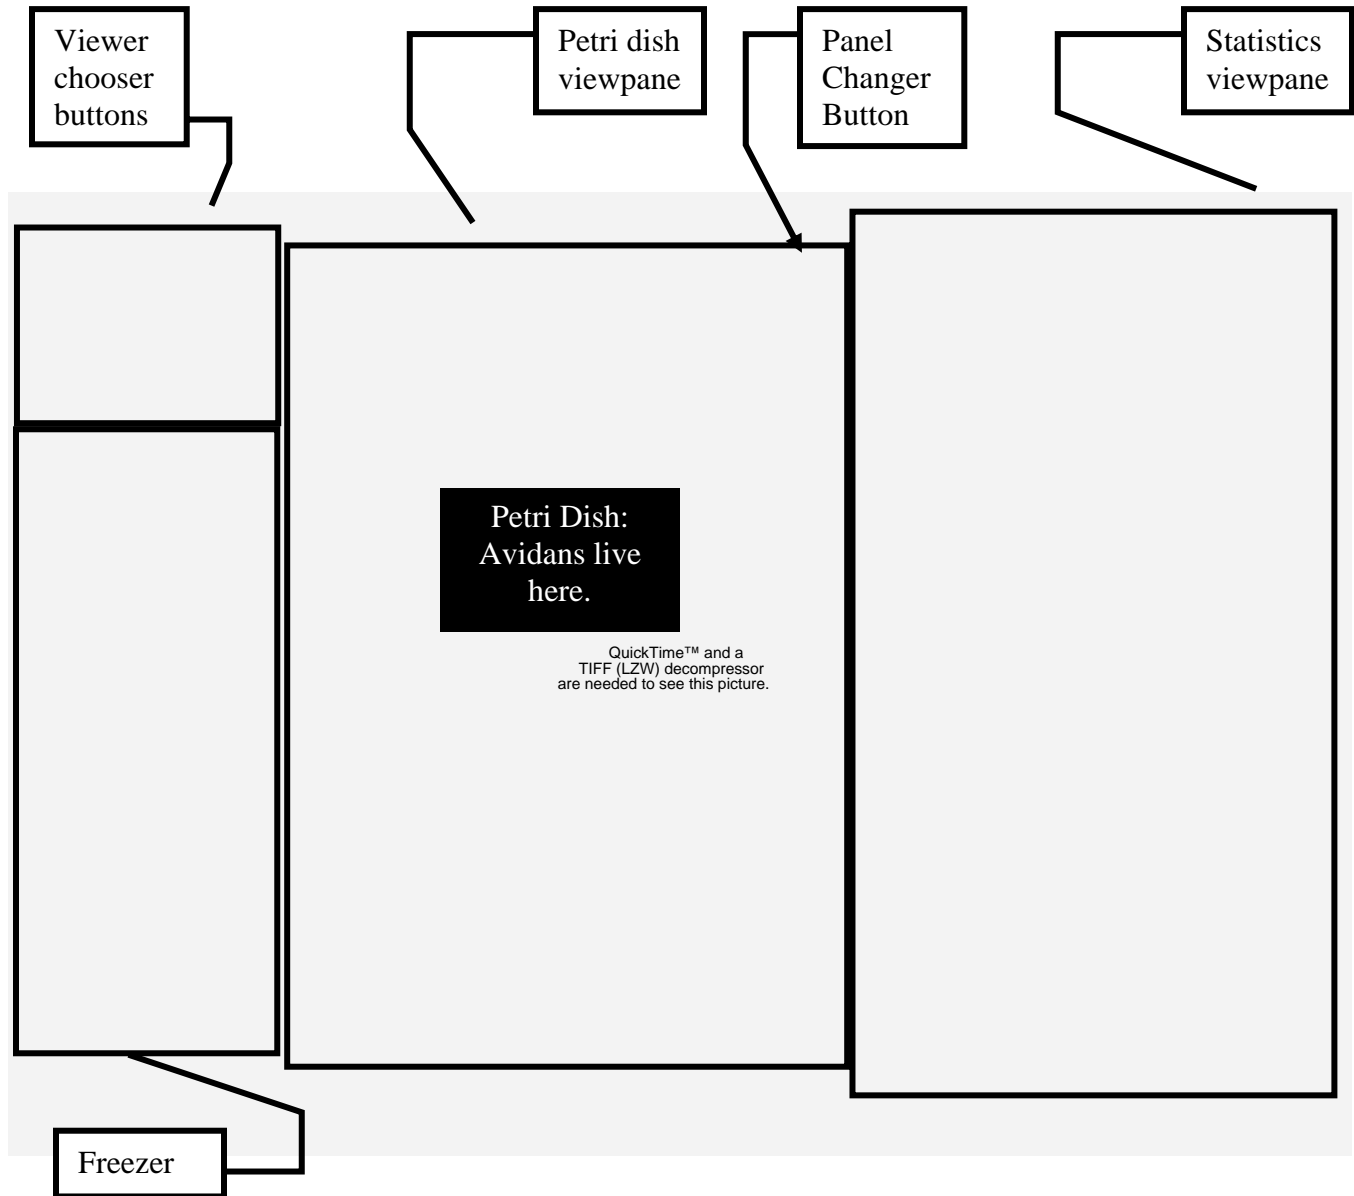 Viewer
chooser
buttons
Petri dish
viewpane
Panel
Changer
Button
Statistics
viewpane
Petri Dish:
Avidans live
here.
QuickTime™ and a
TIFF (LZW) decompressor
are needed to see this picture.
Freezer